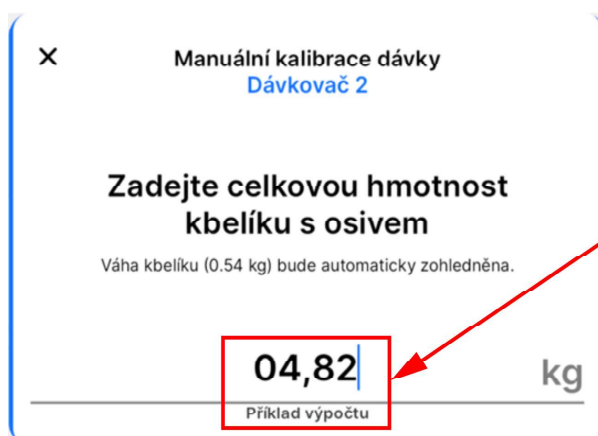 ×
Manuální kalibrace dávky
Dávkovač 2
Zadejte celkovou hmotnost
kbelíku s osivem
Váha kbelíku (0.54 kg) bude automaticky zohledněna.
04,82 kg
Příklad výpočtu